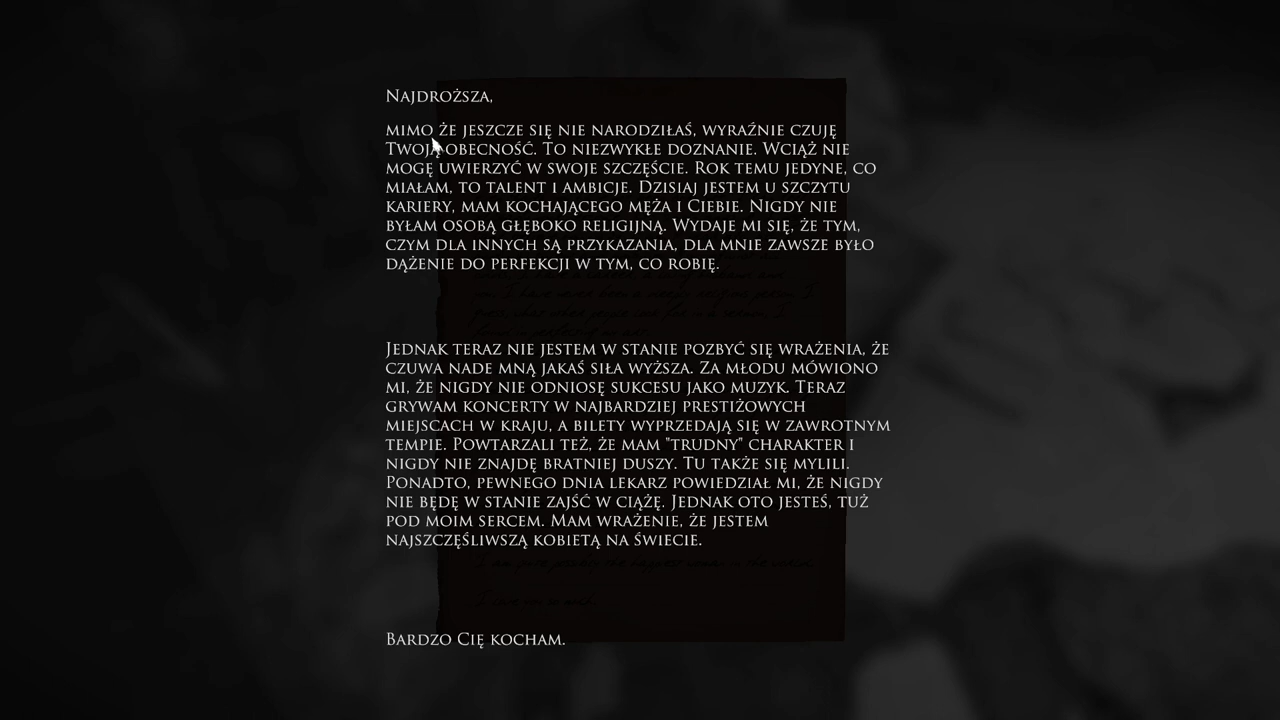 Najdroższa,
mimo że jeszcze się nie narodziłaś, wyraźnie czuję
Twoją obecność. To niezwykłe doznanie. Wciąż nie
mogę uwierzyć w swoje szczęście. Rok temu jedyne, co
miałam, to talent i ambicje. Dzisiaj jestem u szczytu
kariery, mam kochającego męża i Ciebie. Nigdy nie
byłam osobą głęboko religijną. Wydaje mi się, że tym,
czym dla innych są przykazania, dla mnie zawsze było
dążenie do perfekcji w tym, co robię.
Jednak teraz nie jestem w stanie pozbyć się wrażenia, że
czuwa nade mną jakaś siła wyższa. Za młodu mówiono
mi, że nigdy nie odniosę sukcesu jako muzyk. Teraz
grywam koncerty w najbardziej prestiżowych
miejscach w kraju, a bilety wyprzedają się w zawrotnym
tempie. Powtarzali też, że mam "trudny" charakter i
nigdy nie znajdę bratniej duszy. Tu także się mylili.
Ponadto, pewnego dnia lekarz powiedział mi, że nigdy
nie będę w stanie zajść w ciążę. Jednak oto jesteś, tuż
pod moim sercem. Mam wrażenie, że jestem
najszczęśliwszą kobietą na świecie.
Bardzo Cię kocham.